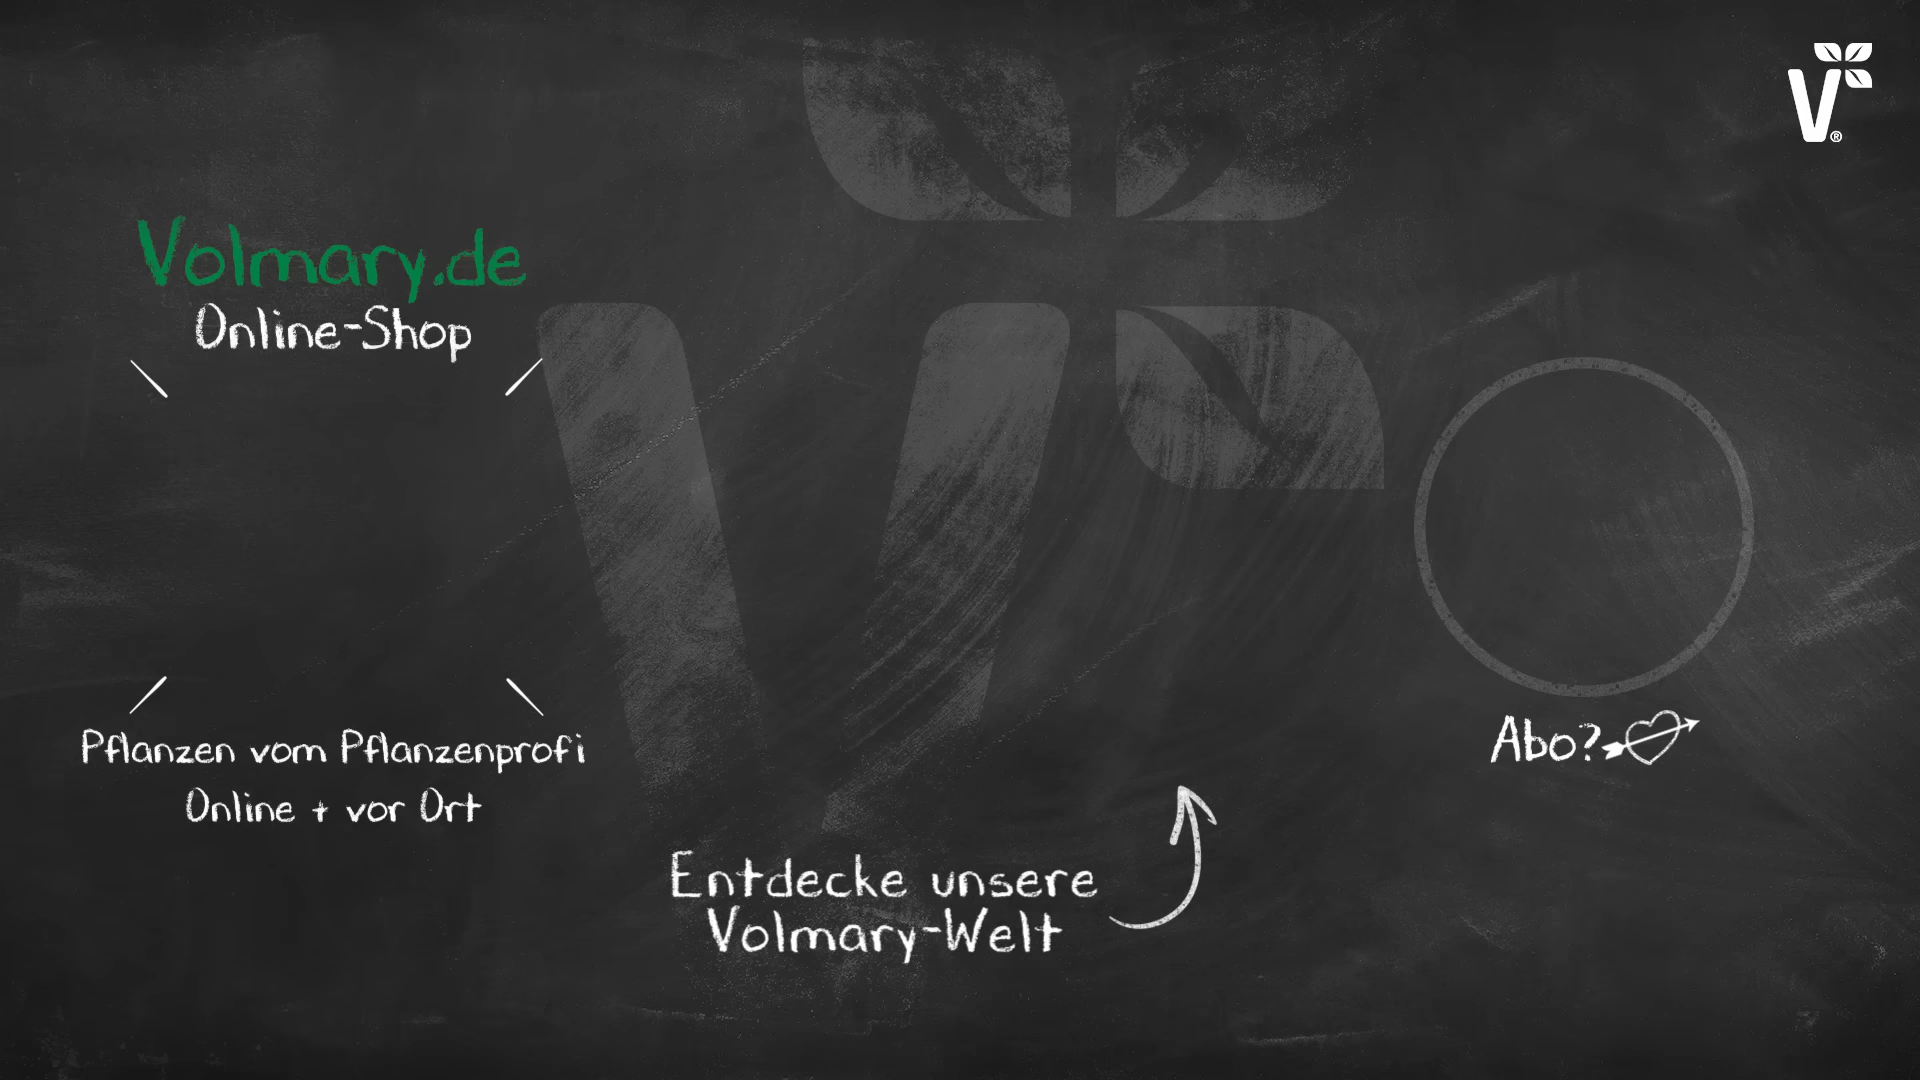 V®
Volmary.de
Online-Shop
Pflanzen vom Pflanzenprofi
Online + vor Ort
Entdecke unsere
Volmary-Welt
Abo?